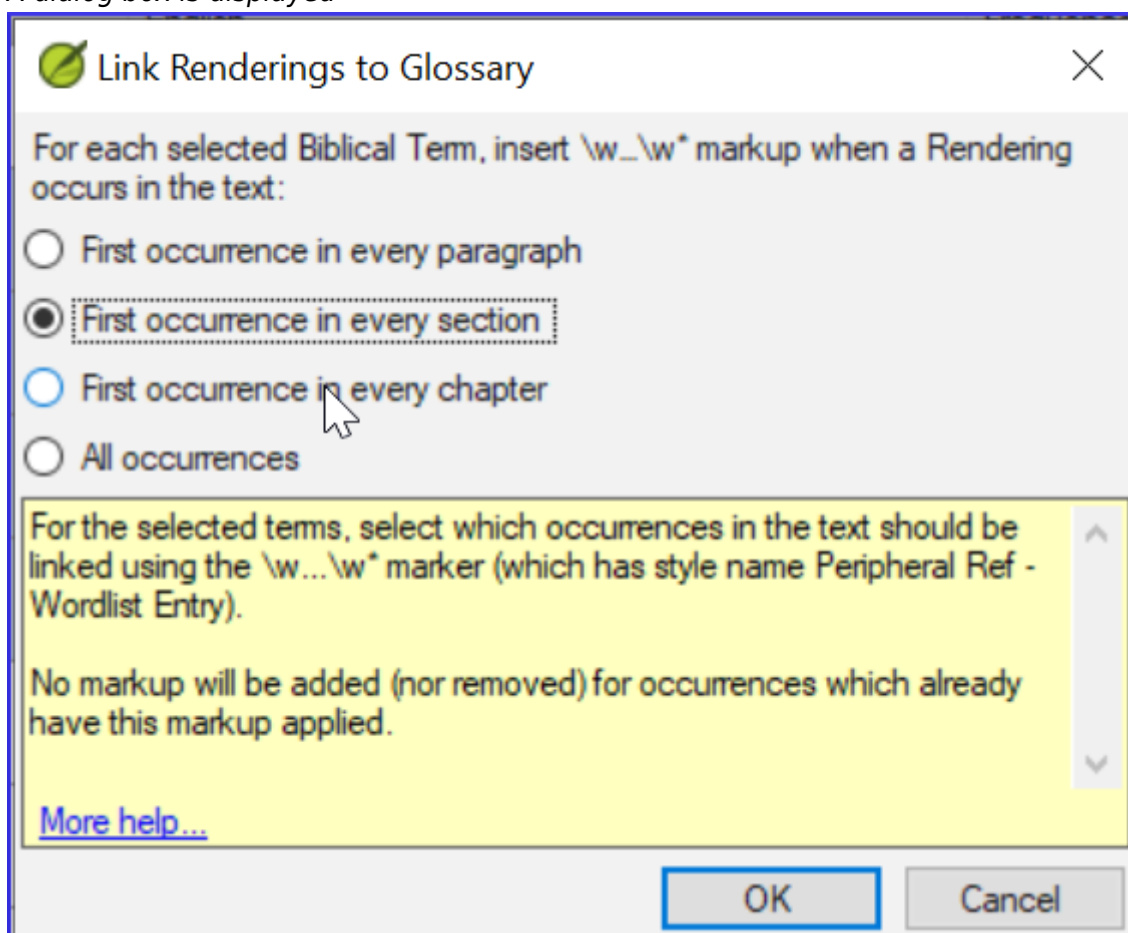 A dialog box is displayed
Link Renderings to Glossary
For each selected Biblical Term, insert \w...\w* markup when a Rendering
occurs in the text:
First occurrence in every paragraph
First occurrence in every section
First occurrence in every chapter
All occurrences
For the selected terms, select which occurrences in the text should be
linked using the \w...\w* marker (which has style name Peripheral Ref -
Wordlist Entry).
No markup will be added (nor removed) for occurrences which already
have this markup applied.
More help...
OK Cancel